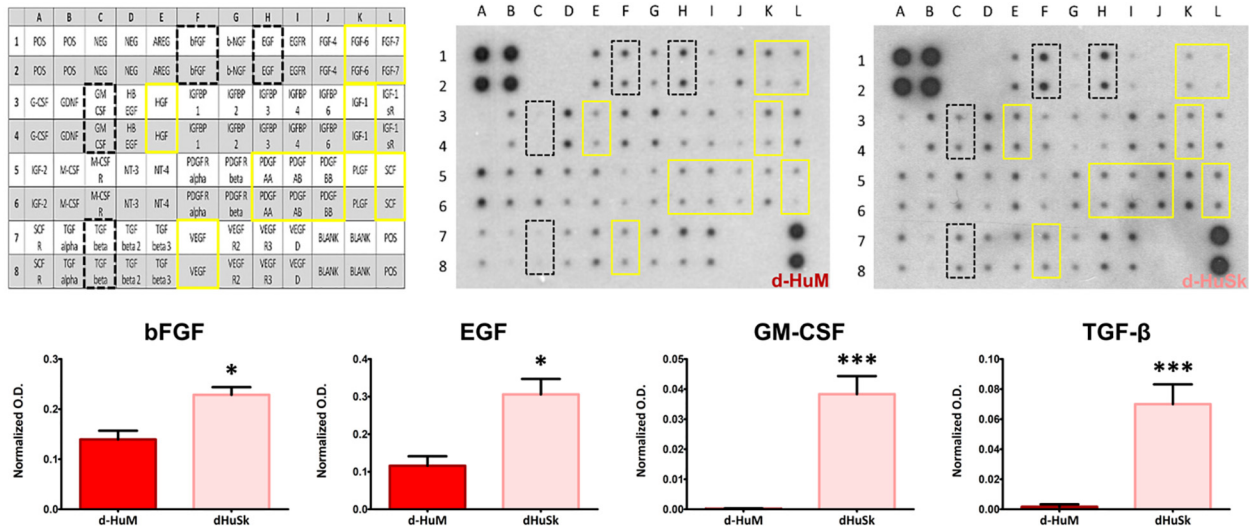 A B C D E F G H I J K L
1 POS POS NEG NEG AREG bFGF b-NGF EGF EGFR FGF-4 FGF-6 FGF-7
2 POS POS NEG NEG AREG bFGF b-NGF EGF EGFR FGF-4 FGF-6 FGF-7
3 G-CSF GDNF GM CSF HB EGF HGF IGFBP 1 IGFBP 2 IGFBP 3 IGFBP 4 IGFBP 6 IGF-1 IGF-1 sR
4 G-CSF GDNF GM CSF HB EGF HGF IGFBP 1 IGFBP 2 IGFBP 3 IGFBP 4 IGFBP 6 IGF-1 IGF-1 sR
5 IGF-2 M-CSF M-CSF R NT-3 NT-4 PDGF R alpha PDGF R beta PDGF AA PDGF AB PDGF BB PLGF SCF
6 IGF-2 M-CSF M-CSF R NT-3 NT-4 PDGF R alpha PDGF R beta PDGF AA PDGF AB PDGF BB PLGF SCF
7 SCF R TGF alpha TGF beta TGF beta 2 TGF beta 3 VEGF VEGF R2 VEGF R3 VEGF D BLANK BLANK POS
8 SCF R TGF alpha TGF beta TGF beta 2 TGF beta 3 VEGF VEGF R2 VEGF R3 VEGF D BLANK BLANK POS
A B C D E F G H I J K L
1
2
3
4
5
6
7
8
d-HuM
A B C D E F G H I J K L
1
2
3
4
5
6
7
8
d-HuSk
bFGF
Normalized O.D.
0.3
0.2
0.1
0.0
*
d-HuM dHuSk
EGF
Normalized O.D.
0.4
0.3
0.2
0.1
0.0
*
d-HuM dHuSk
GM-CSF
Normalized O.D.
0.05
0.04
0.03
0.02
0.01
0.00
***
d-HuM dHuSk
TGF-β
Normalized O.D.
0.10
0.08
0.06
0.04
0.02
0.00
***
d-HuM dHuSk